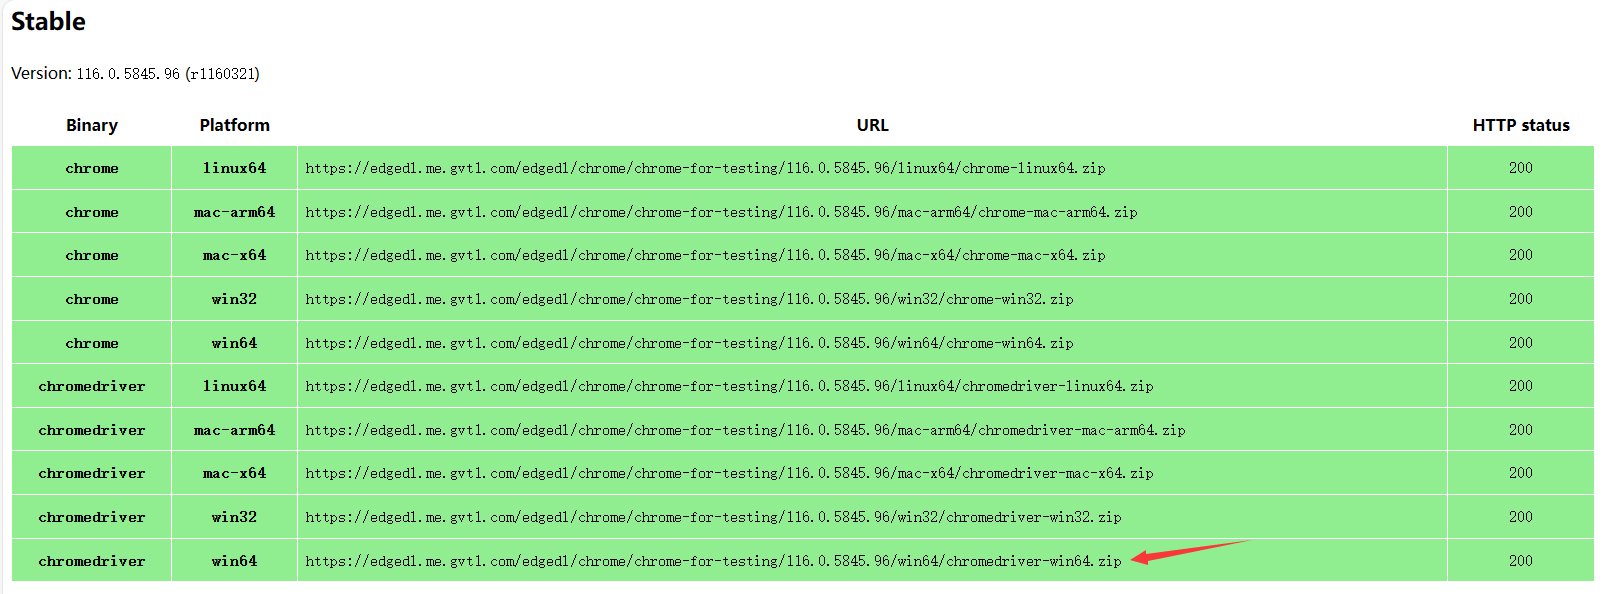 Stable
Version: 116.0.5845.96 (r1160321)
Binary Platform URL HTTP status
chrome linux64 https://edgedl.me.gvt1.com/edgedl/chrome/chrome-for-testing/116.0.5845.96/linux64/chrome-linux64.zip 200
chrome mac-arm64 https://edgedl.me.gvt1.com/edgedl/chrome/chrome-for-testing/116.0.5845.96/mac-arm64/chrome-mac-arm64.zip 200
chrome mac-x64 https://edgedl.me.gvt1.com/edgedl/chrome/chrome-for-testing/116.0.5845.96/mac-x64/chrome-mac-x64.zip 200
chrome win32 https://edgedl.me.gvt1.com/edgedl/chrome/chrome-for-testing/116.0.5845.96/win32/chrome-win32.zip 200
chrome win64 https://edgedl.me.gvt1.com/edgedl/chrome/chrome-for-testing/116.0.5845.96/win64/chrome-win64.zip 200
chromedriver linux64 https://edgedl.me.gvt1.com/edgedl/chrome/chrome-for-testing/116.0.5845.96/linux64/chromedriver-linux64.zip 200
chromedriver mac-arm64 https://edgedl.me.gvt1.com/edgedl/chrome/chrome-for-testing/116.0.5845.96/mac-arm64/chromedriver-mac-arm64.zip 200
chromedriver mac-x64 https://edgedl.me.gvt1.com/edgedl/chrome/chrome-for-testing/116.0.5845.96/mac-x64/chromedriver-mac-x64.zip 200
chromedriver win32 https://edgedl.me.gvt1.com/edgedl/chrome/chrome-for-testing/116.0.5845.96/win32/chromedriver-win32.zip 200
chromedriver win64 https://edgedl.me.gvt1.com/edgedl/chrome/chrome-for-testing/116.0.5845.96/win64/chromedriver-win64.zip 200